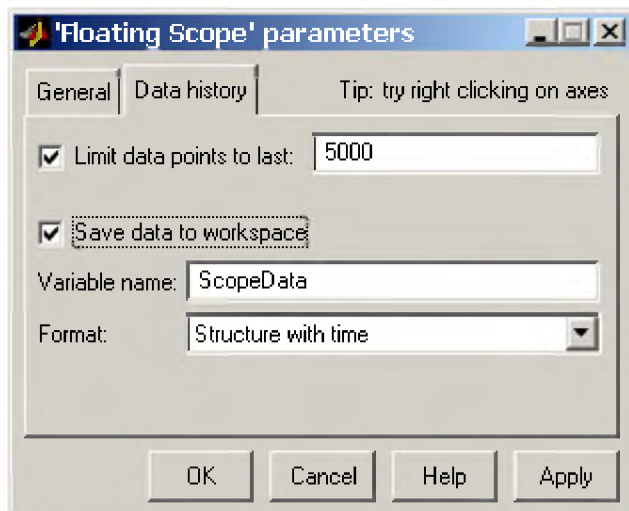 'Floating Scope' parameters
General
Data history
Tip: try right clicking on axes
Limit data points to last: 5000
Save data to workspace
Variable name: ScopeData
Format: Structure with time
OK Cancel Help Apply